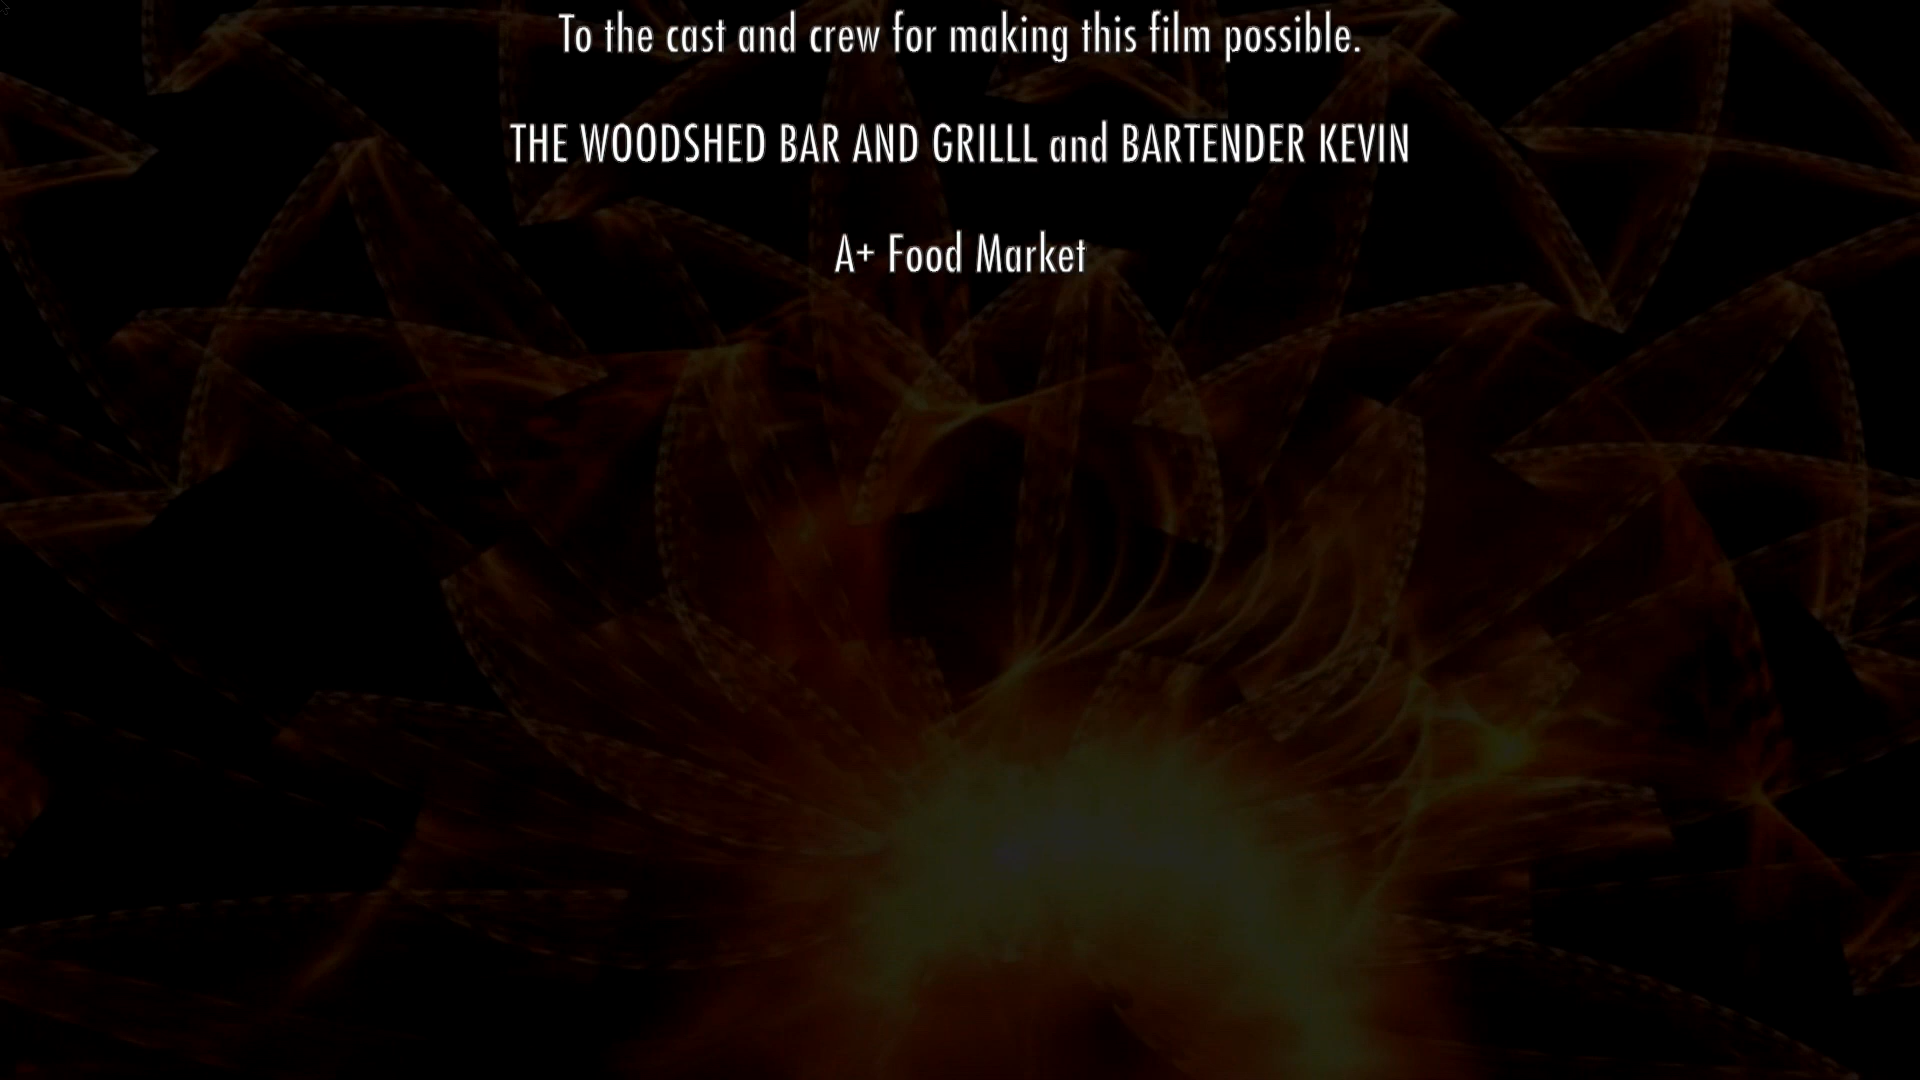 To the cast and crew for making this film possible.
THE WOODSHED BAR AND GRILLL and BARTENDER KEVIN
A+ Food Market